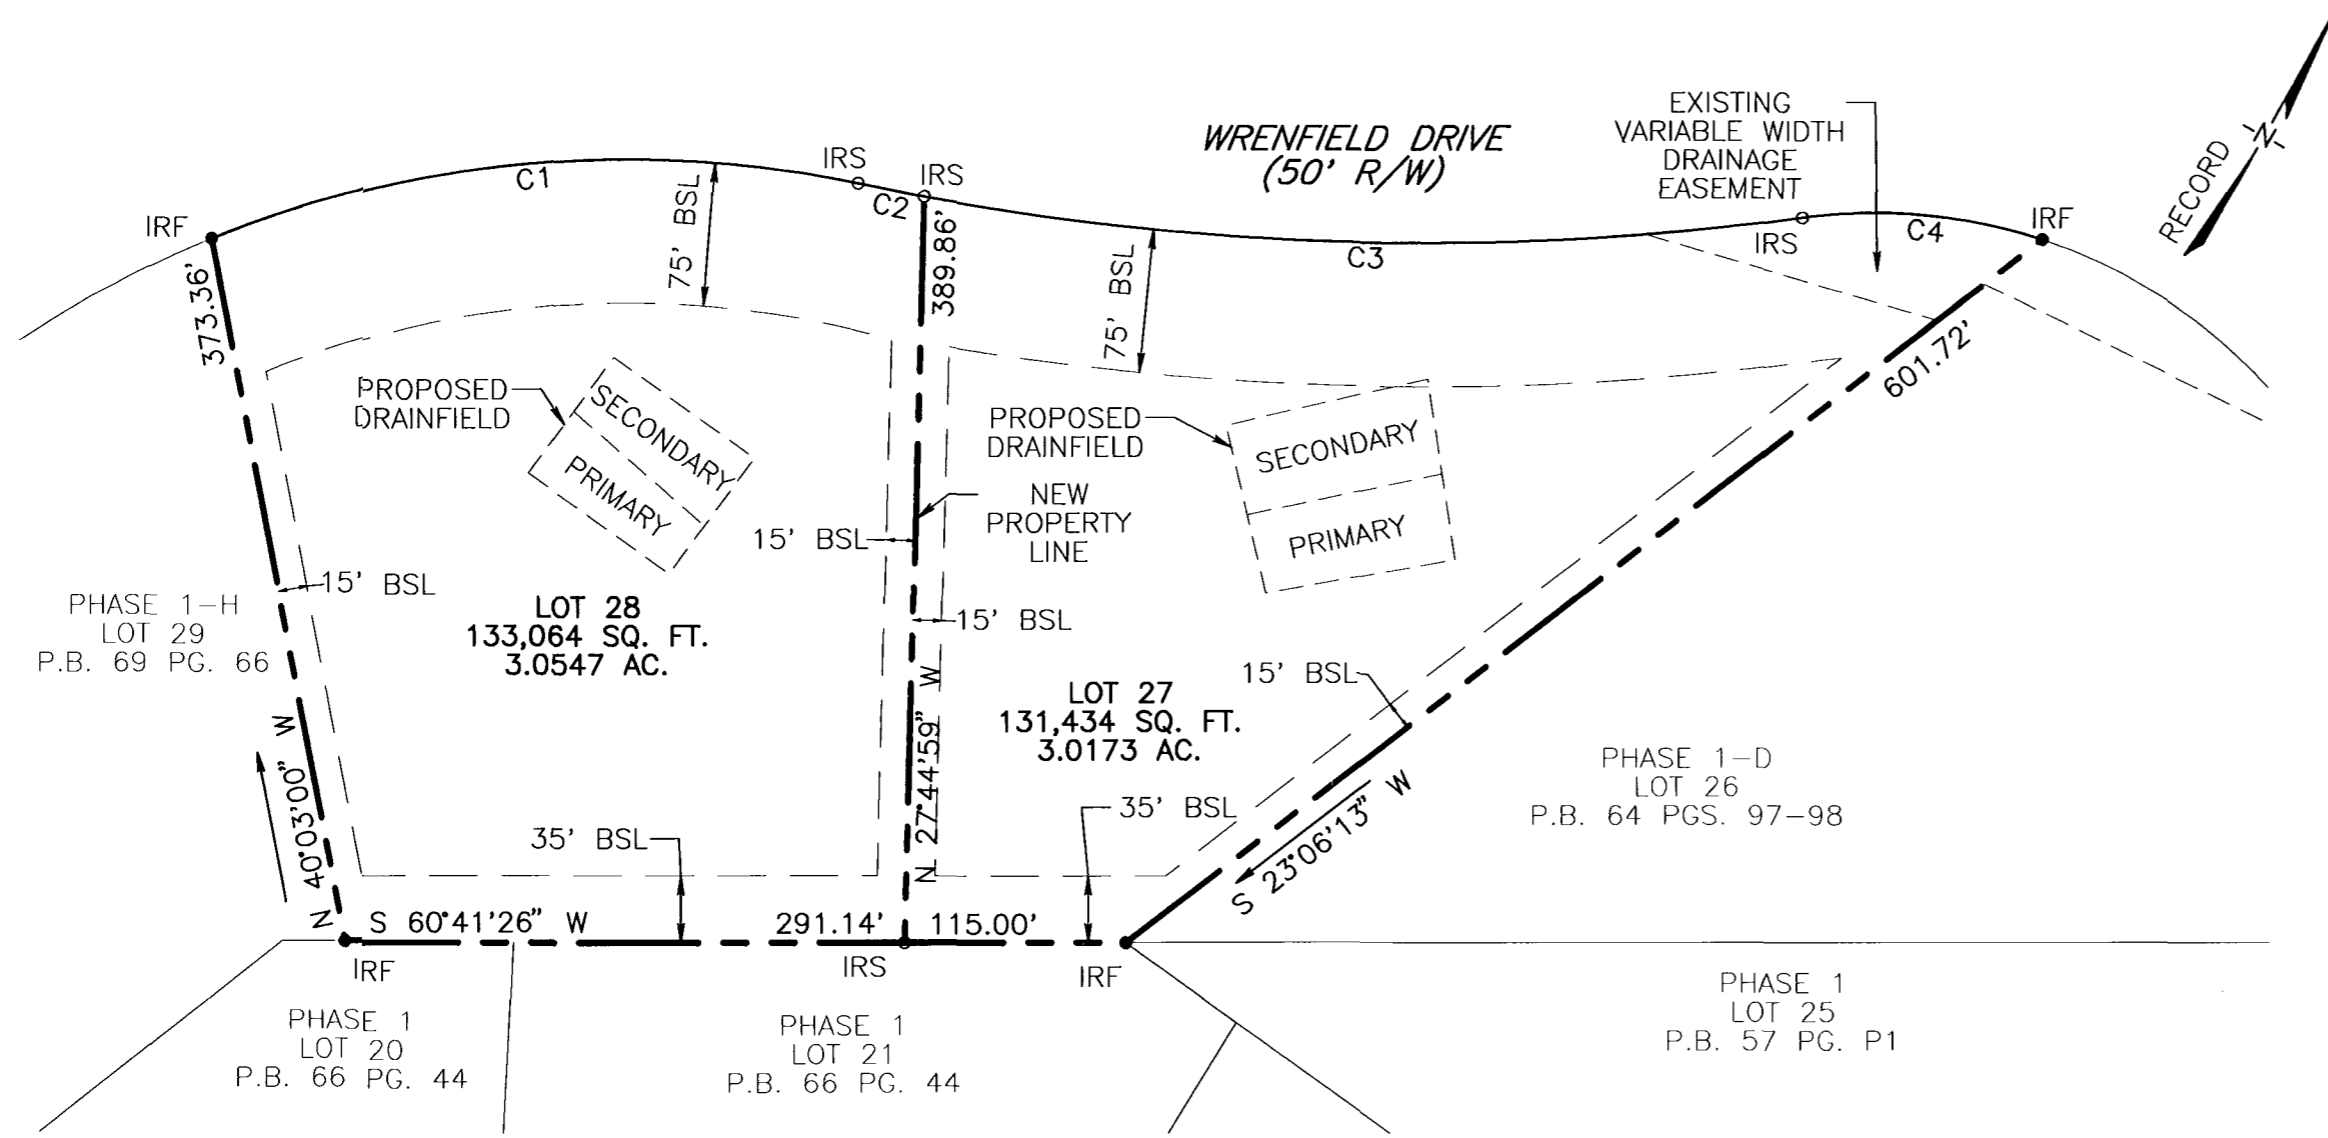 WRENFIELD DRIVE
(50' R/W)
EXISTING
VARIABLE WIDTH
DRAINAGE
EASEMENT
RECORD N
IRF
C1
IRS
C2
IRS
C3
IRS
C4
IRF
75' BSL
75' BSL
373.36'
389.86'
601.72'
PROPOSED
DRAINFIELD
SECONDARY
PRIMARY
PROPOSED
DRAINFIELD
SECONDARY
PRIMARY
NEW
PROPERTY
LINE
15' BSL
15' BSL
15' BSL
15' BSL
PHASE 1-H
LOT 29
P.B. 69 PG. 66
LOT 28
133,064 SQ. FT.
3.0547 AC.
LOT 27
131,434 SQ. FT.
3.0173 AC.
PHASE 1-D
LOT 26
P.B. 64 PGS. 97-98
N 40°03'00" W
N 27°44'59" W
S 23°06'13" W
35' BSL
35' BSL
S 60°41'26" W
291.14'
115.00'
IRF
IRS
IRF
PHASE 1
LOT 20
P.B. 66 PG. 44
PHASE 1
LOT 21
P.B. 66 PG. 44
PHASE 1
LOT 25
P.B. 57 PG. P1